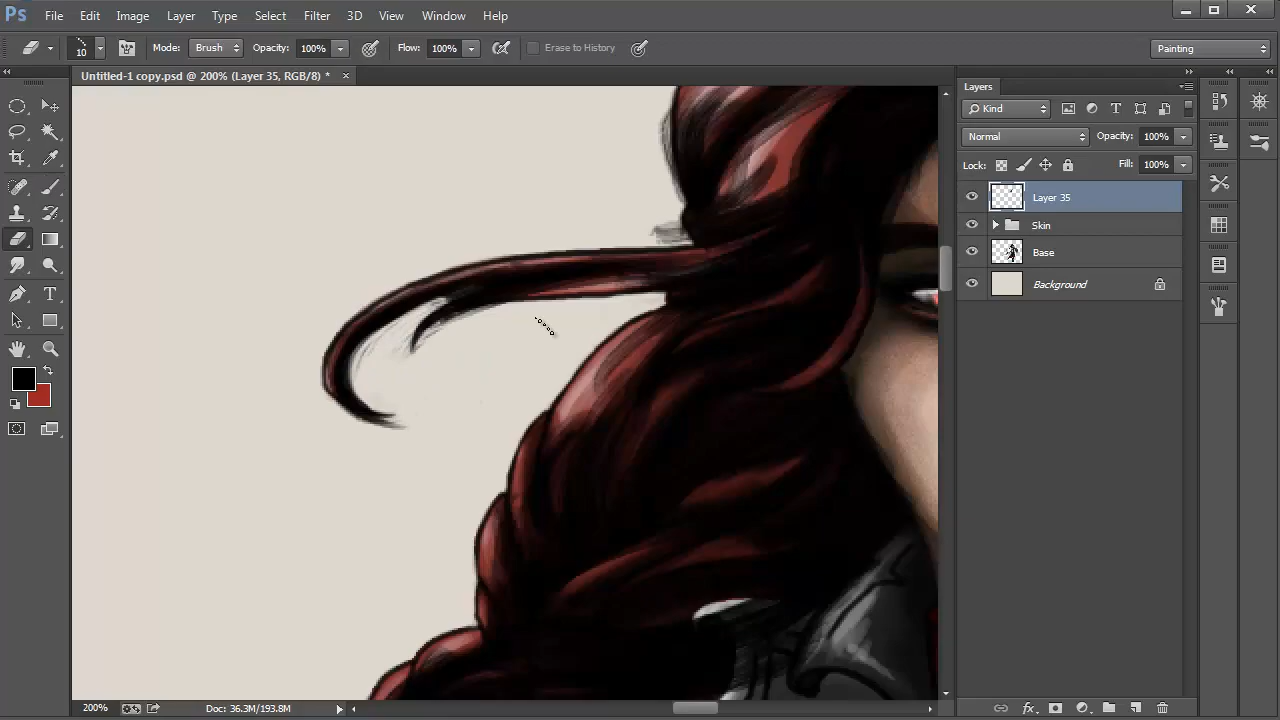 Ps File Edit Image Layer Type Select Filter 3D View Window Help
10 Mode: Brush Opacity: 100% Flow: 100% Erase to History Painting
Untitled-1 copy.psd @ 200% (Layer 35, RGB/8) * ×
Layers
Kind
Normal Opacity: 100%
Lock: Fill: 100%
Layer 35
Skin
Base
Background
200% Doc: 36.3M/193.8M